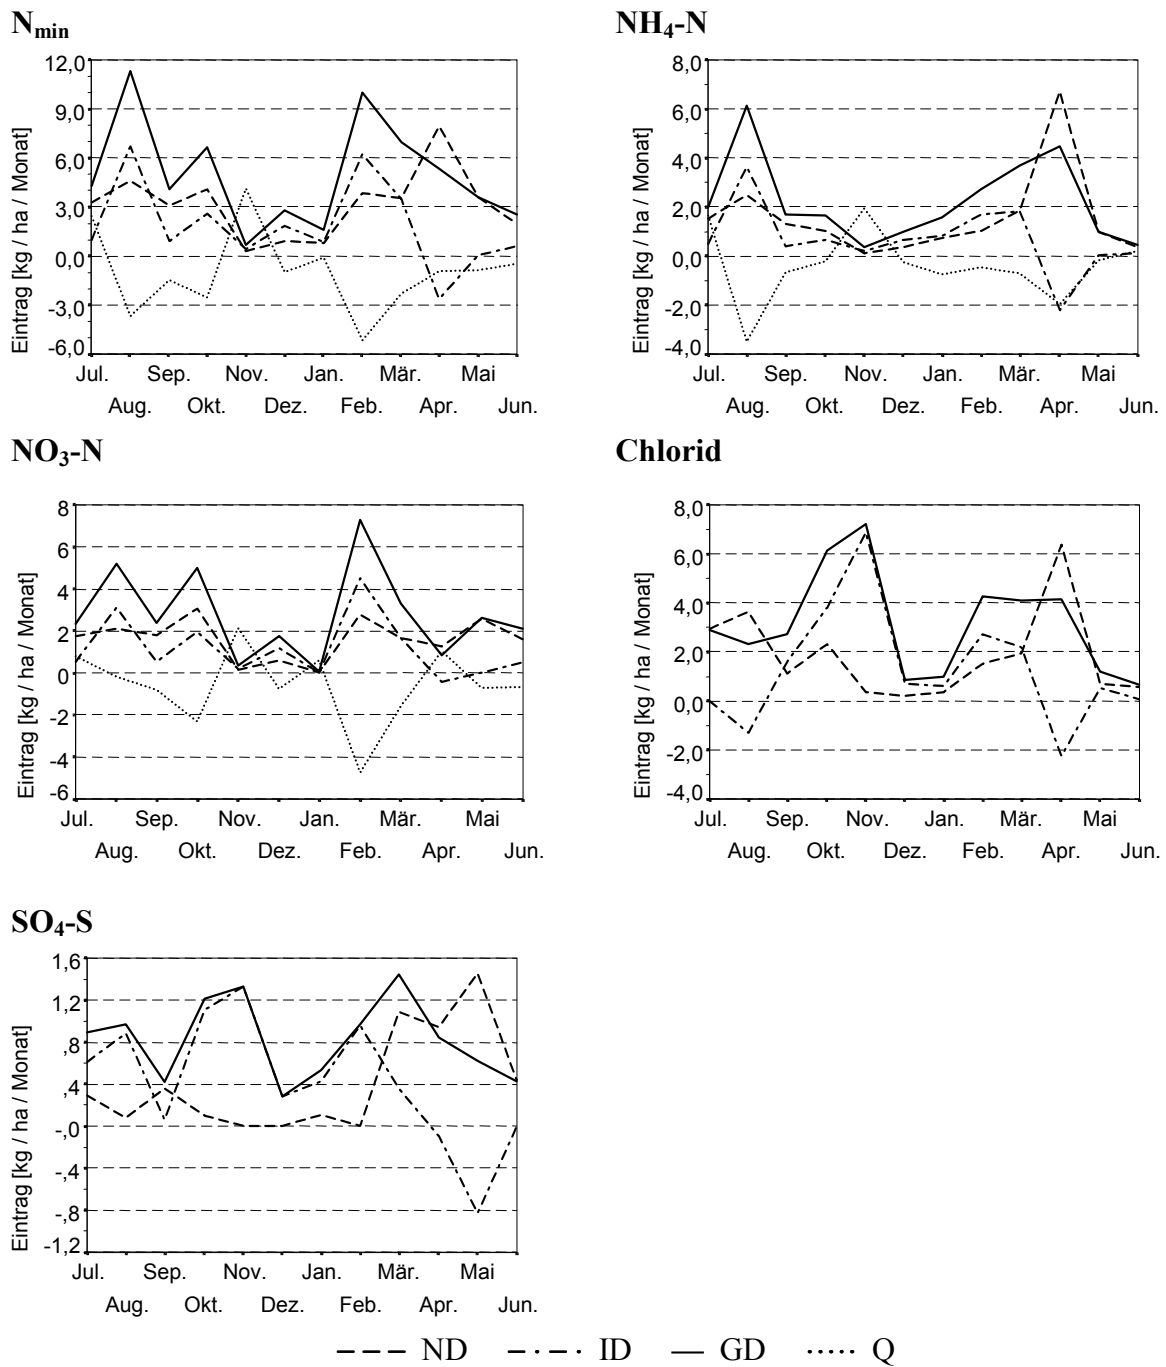 N_min
NH₄-N
Eintrag [kg / ha / Monat]
12,0
9,0
6,0
3,0
0,0
-3,0
-6,0
Jul. Sep. Nov. Jan. Mär. Mai
Aug. Okt. Dez. Feb. Apr. Jun.
Eintrag [kg / ha / Monat]
8,0
6,0
4,0
2,0
0,0
-2,0
-4,0
Jul. Sep. Nov. Jan. Mär. Mai
Aug. Okt. Dez. Feb. Apr. Jun.
NO₃-N
Chlorid
Eintrag [kg / ha / Monat]
8
6
4
2
0
-2
-4
-6
Jul. Sep. Nov. Jan. Mär. Mai
Aug. Okt. Dez. Feb. Apr. Jun.
Eintrag [kg / ha / Monat]
8,0
6,0
4,0
2,0
0,0
-2,0
-4,0
Jul. Sep. Nov. Jan. Mär. Mai
Aug. Okt. Dez. Feb. Apr. Jun.
SO₄-S
Eintrag [kg / ha / Monat]
1,6
1,2
,8
,4
-,0
-,4
-,8
-1,2
Jul. Sep. Nov. Jan. Mär. Mai
Aug. Okt. Dez. Feb. Apr. Jun.
ND ID GD Q